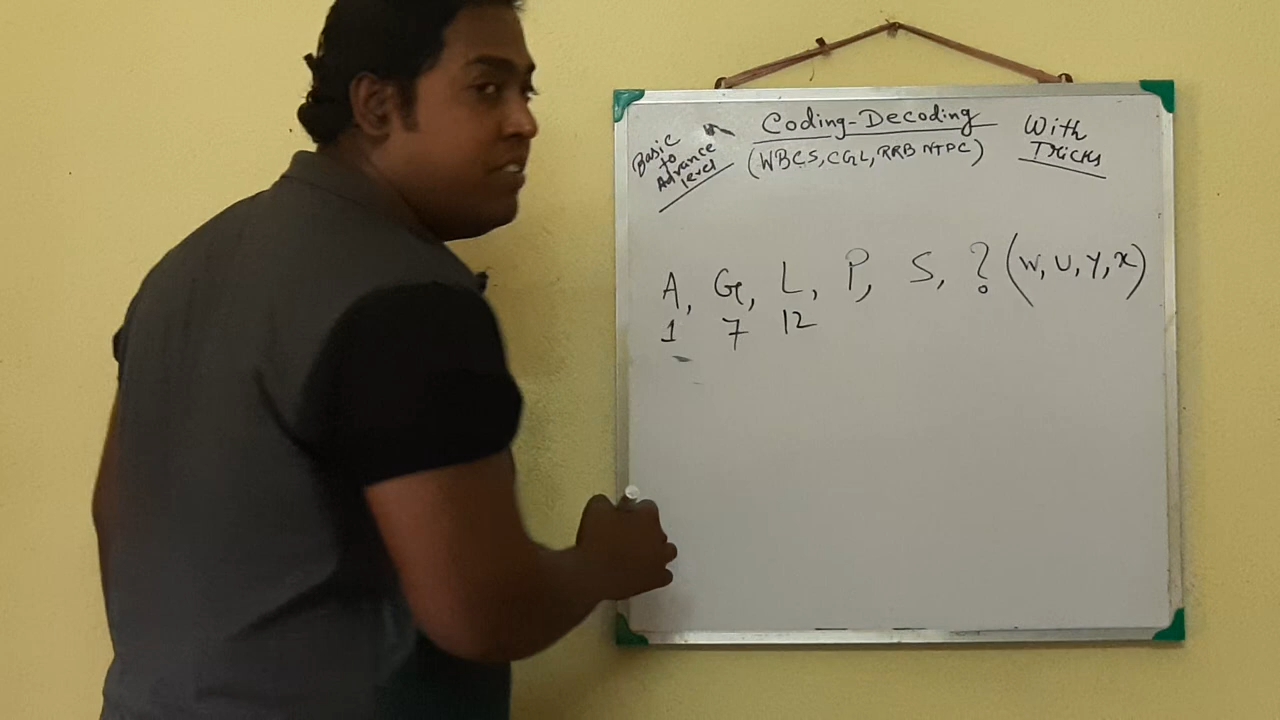 Basic
to
Advance
level
Coding-Decoding
(WBCS, CGL, RRB NTPC)
With
Tricks
A, G, L, P, S, ? (W, U, Y, X)
1 7 12